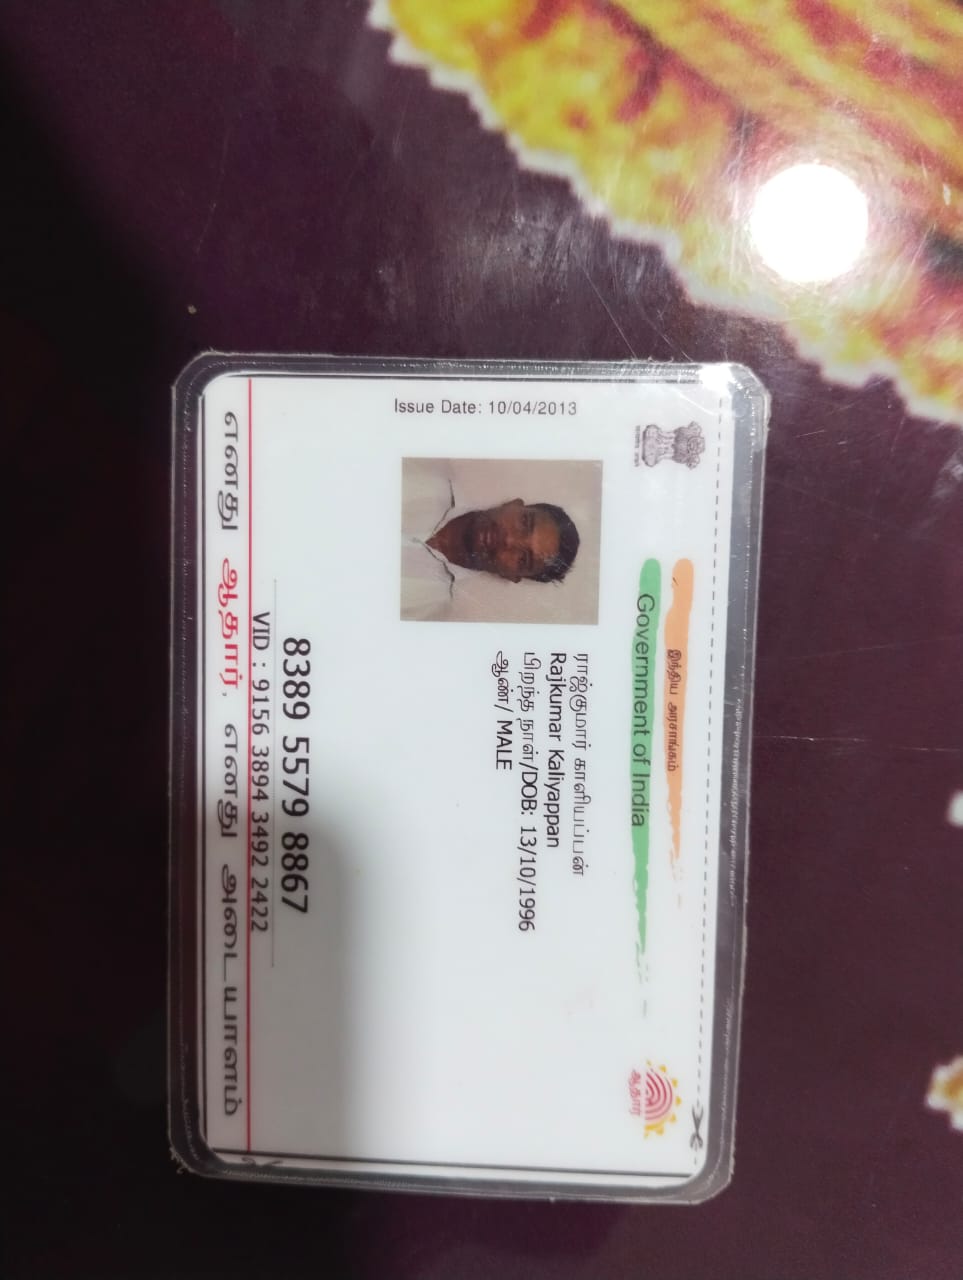 இந்திய அரசாங்கம்
Government of India
Issue Date: 10/04/2013
ராஜ்குமார் காளியப்பன்
Rajkumar Kaliyappan
பிறந்த நாள்/DOB: 13/10/1996
ஆண்/ MALE
ஆதார்
8389 5579 8867
VID : 9156 3894 3492 2422
எனது ஆதார், எனது அடையாளம்